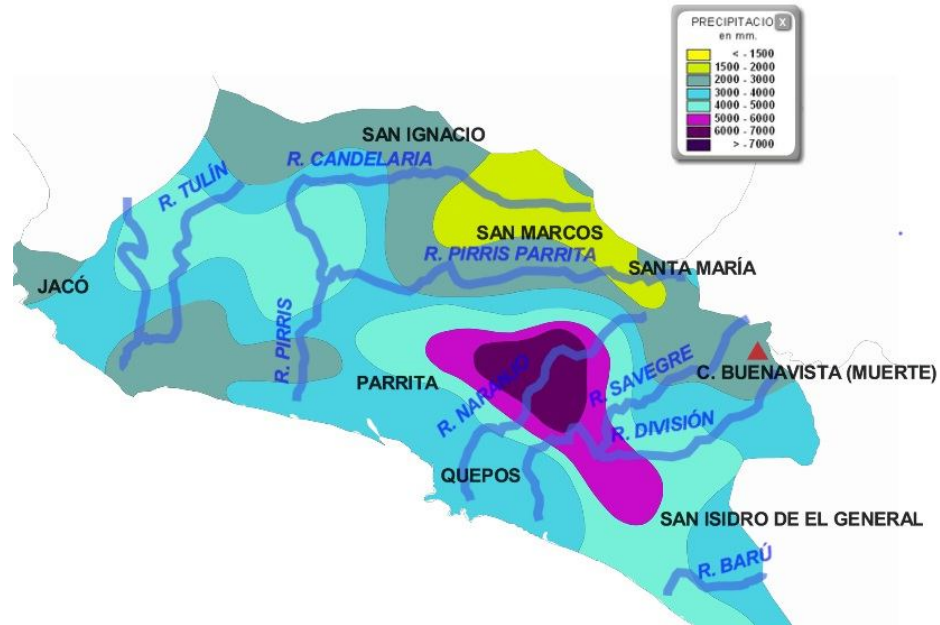 PRECIPITACIO X
en mm.
< - 1500
1500 - 2000
2000 - 3000
3000 - 4000
4000 - 5000
5000 - 6000
6000 - 7000
> - 7000
SAN IGNACIO
R. CANDELARIA
R. TULÍN
SAN MARCOS
R. PIRRIS PARRITA
SANTA MARÍA
JACÓ
R. PIRRIS
PARRITA
R. NARANJO
R. SAVEGRE
C. BUENAVISTA (MUERTE)
R. DIVISIÓN
QUEPOS
SAN ISIDRO DE EL GENERAL
R. BARÚ